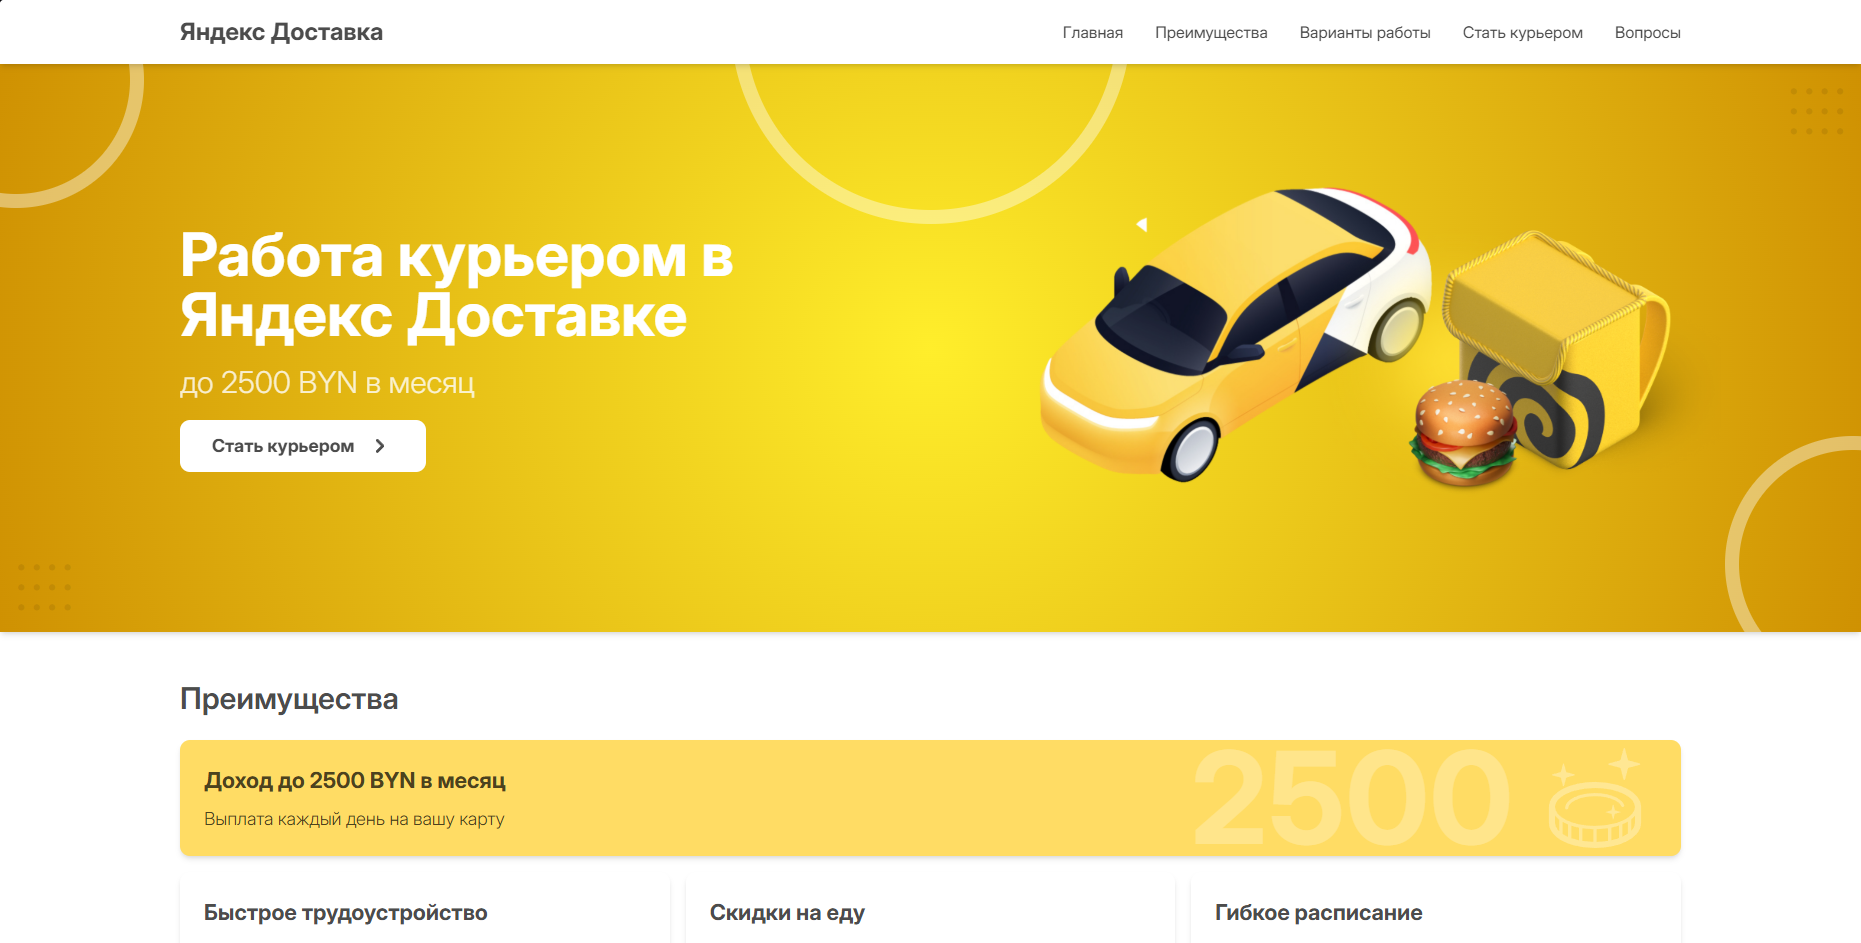 Яндекс Доставка
Главная
Преимущества
Варианты работы
Стать курьером
Вопросы
Работа курьером в
Яндекс Доставке
до 2500 BYN в месяц
Стать курьером
Преимущества
Доход до 2500 BYN в месяц
Выплата каждый день на вашу карту
2500
Быстрое трудоустройство
Скидки на еду
Гибкое расписание